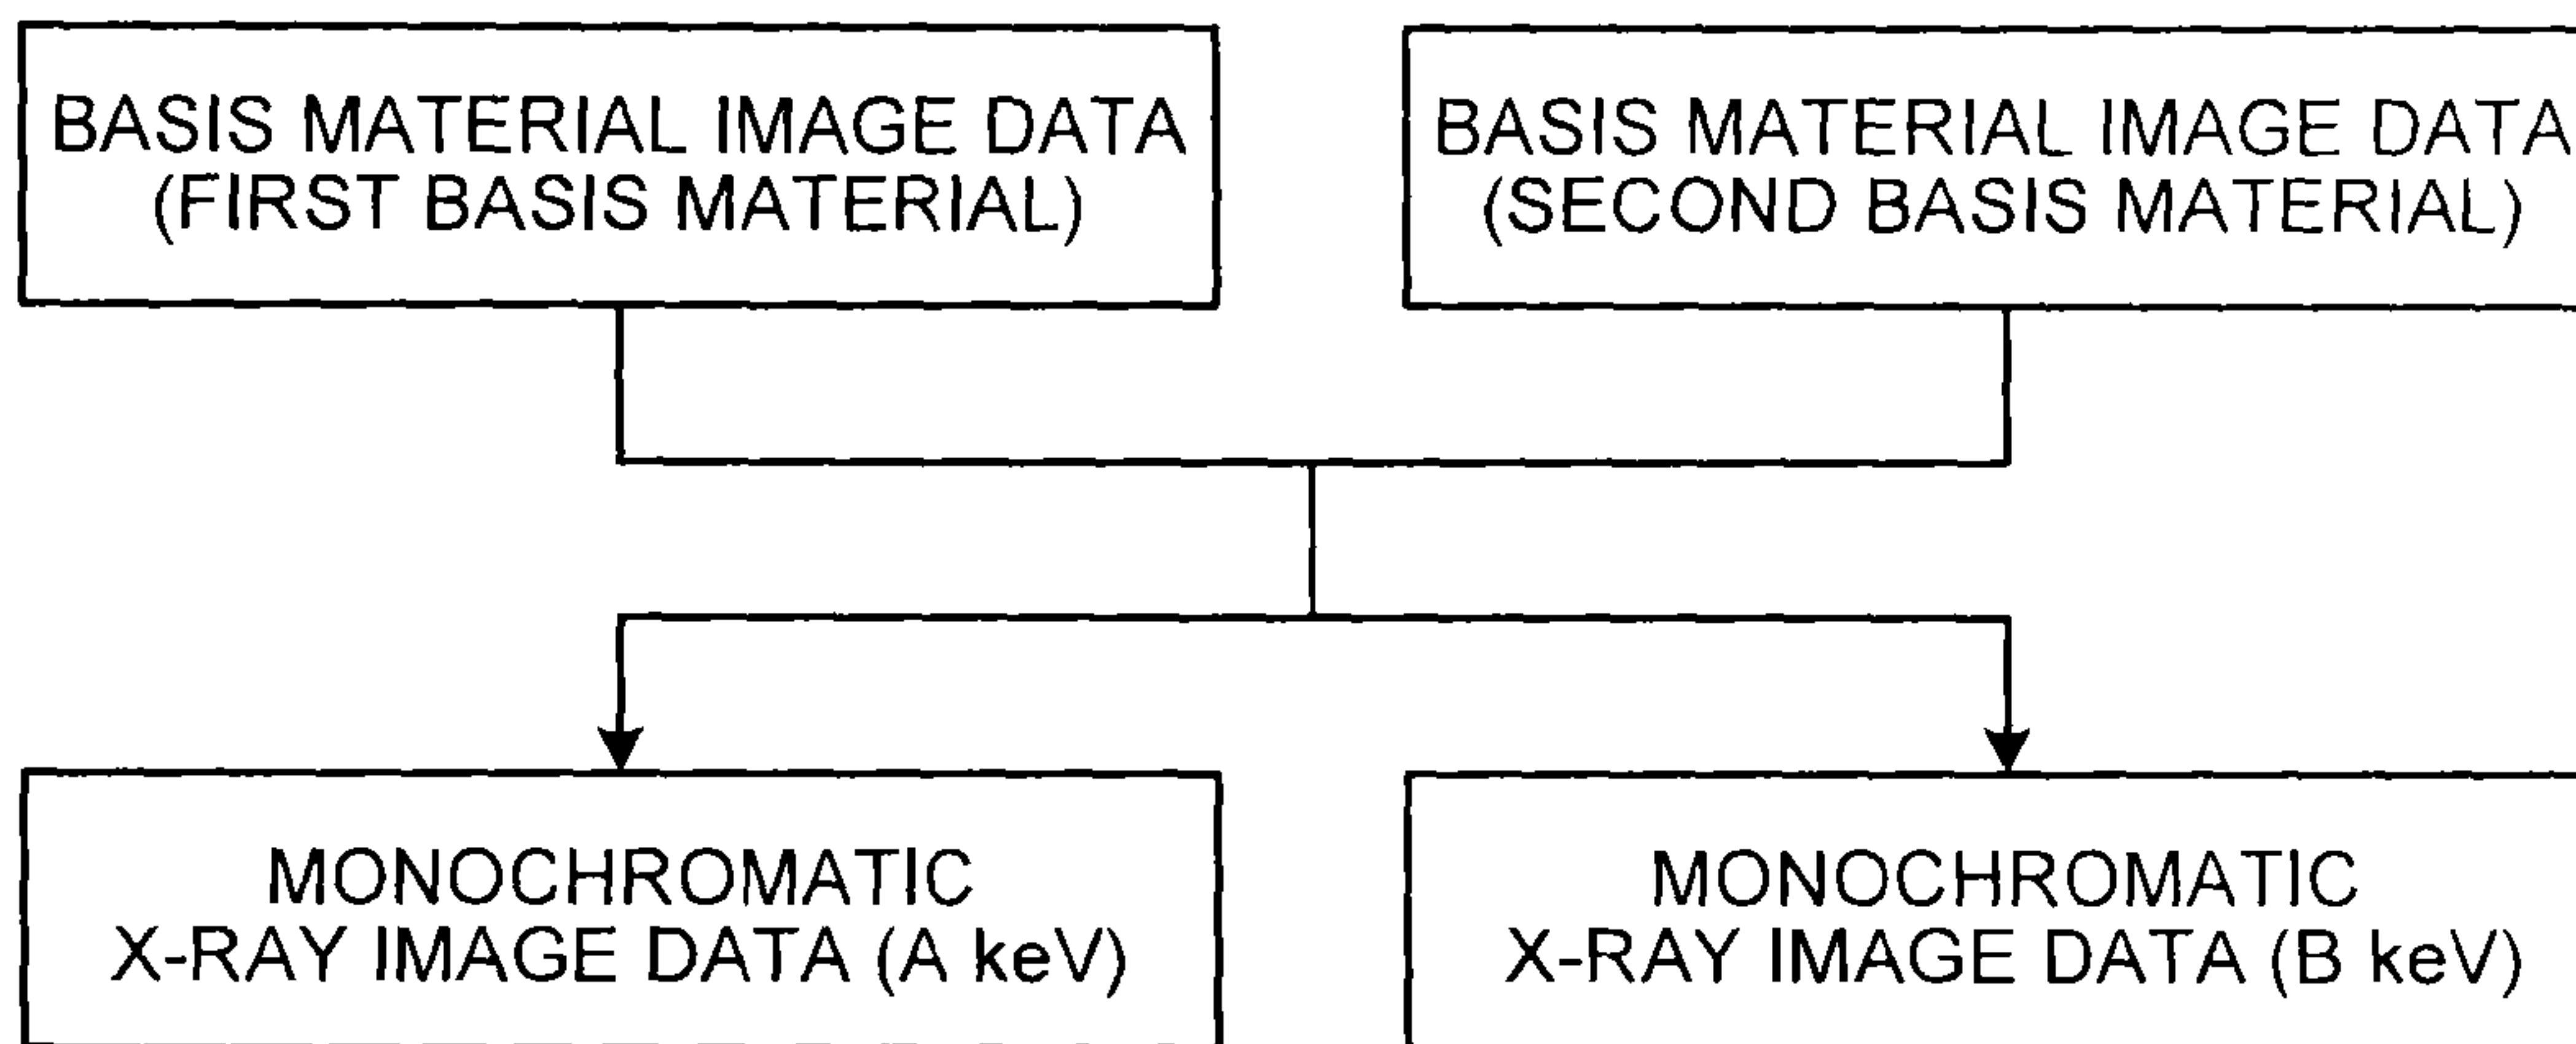 BASIS MATERIAL IMAGE DATA
(FIRST BASIS MATERIAL)
BASIS MATERIAL IMAGE DATA
(SECOND BASIS MATERIAL)
MONOCHROMATIC
X-RAY IMAGE DATA (A keV)
MONOCHROMATIC
X-RAY IMAGE DATA (B keV)